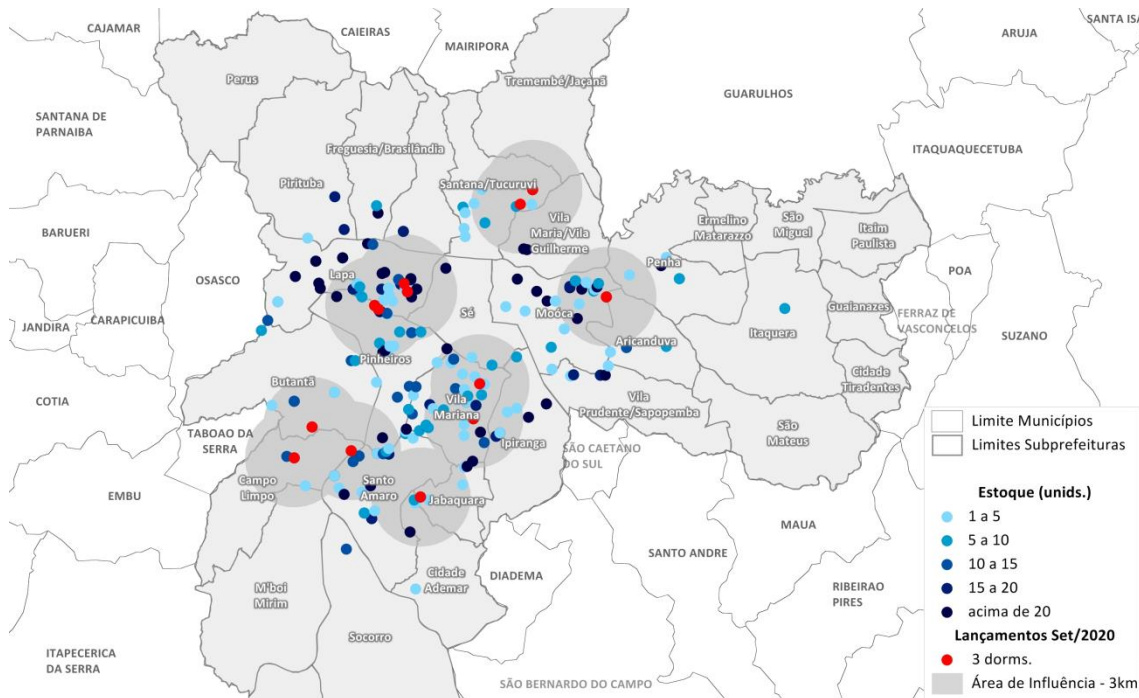 CAJAMAR
CAIEIRAS
MAIRIPORA
SANTA ISA
ARUJA
Perus
Tremembé/Jaçanã
GUARULHOS
SANTANA DE
PARNAIBA
Freguesia/Brasilândia
ITAQUAQUECETUBA
Pirituba
Santana/Tucuruvi
Vila
Maria/Vila
Guilherme
Ermelino
Matarazzo
São
Miguel
Itaim
Paulista
BARUERI
OSASCO
Lapa
Penha
POA
JANDIRA
CARAPICUIBA
Sé
Moóca
Guaianazes
FERRAZ DE
VASCONCELOS
SUZANO
Itaquera
Aricanduva
Pinheiros
Cidade
Tiradentes
Butantã
COTIA
Vila
Mariana
Vila
Prudente/Sapopemba
TABOAO DA
SERRA
Ipiranga
SÃO CAETANO
DO SUL
São
Mateus
EMBU
Campo
Limpo
Santo
Amaro
Jabaquara
MAUA
SANTO ANDRE
DIADEMA
Cidade
Ademar
M'boi
Mirim
RIBEIRAO
PIRES
Socorro
ITAPECERICA
DA SERRA
SÃO BERNARDO DO CAMPO
Limite Municípios
Limites Subprefeituras
Estoque (unids.)
1 a 5
5 a 10
10 a 15
15 a 20
acima de 20
Lançamentos Set/2020
3 dorms.
Área de Influência - 3km